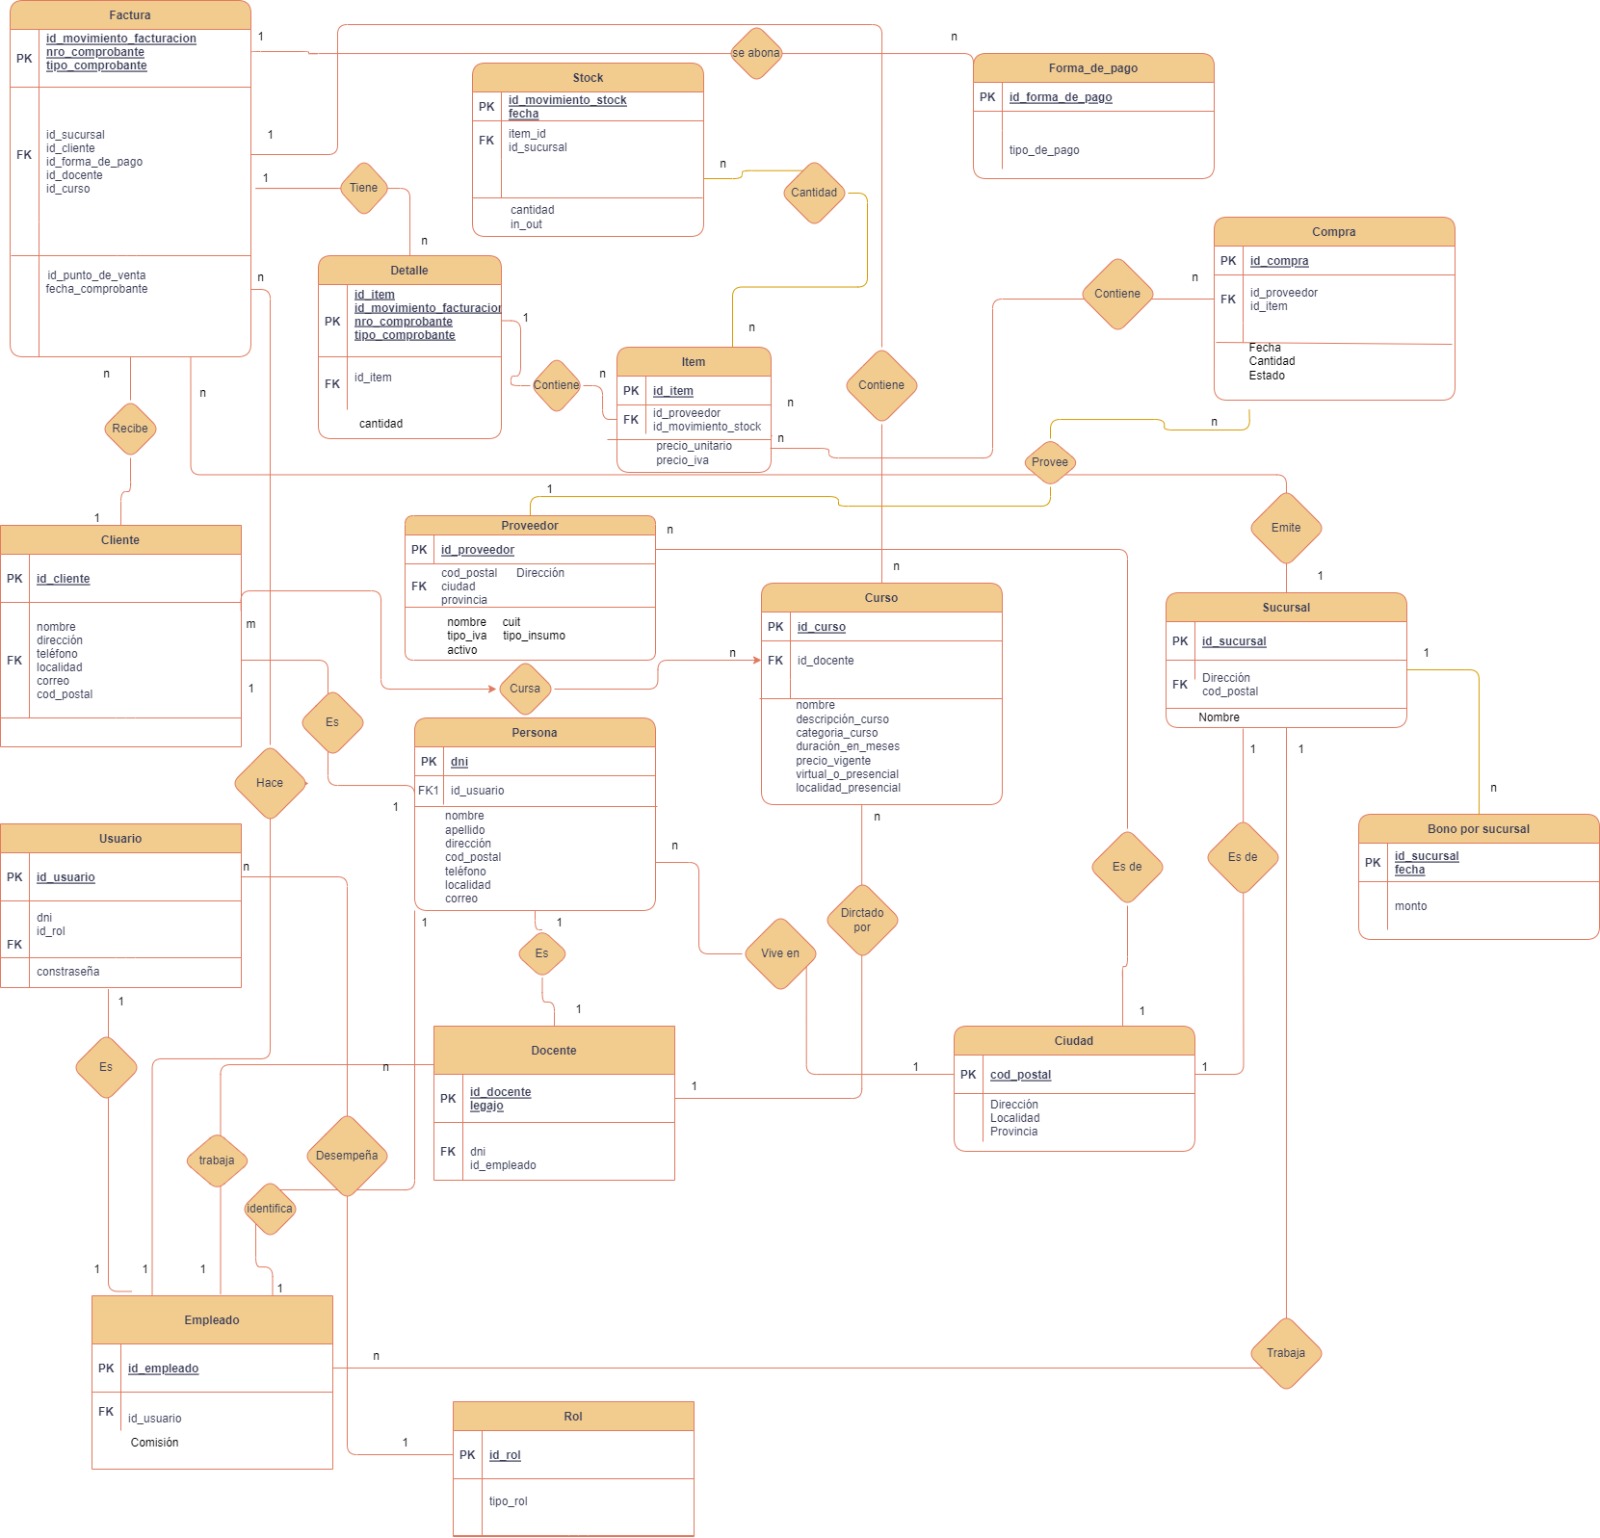 Factura
PK
id_movimiento_facturacion
nro_comprobante
tipo_comprobante
FK
id_sucursal
id_cliente
id_forma_de_pago
id_docente
id_curso
id_punto_de_venta
fecha_comprobante
1
1
1
n
n
n
se abona
n
Forma_de_pago
PK
id_forma_de_pago
tipo_de_pago
Stock
PK
id_movimiento_stock
fecha
FK
item_id
id_sucursal
cantidad
in_out
n
Cantidad
n
Tiene
n
Detalle
PK
id_item
id_movimiento_facturacion
nro_comprobante
tipo_comprobante
FK
id_item
cantidad
1
Contiene
n
Item
PK
id_item
FK
id_proveedor
id_movimiento_stock
precio_unitario
precio_iva
n
n
Contiene
Contiene
n
Compra
PK
id_compra
FK
id_proveedor
id_item
Fecha
Cantidad
Estado
n
Provee
1
Recibe
1
Cliente
PK
id_cliente
FK
nombre
dirección
teléfono
localidad
correo
cod_postal
m
1
Proveedor
PK
id_proveedor
FK
cod_postal Dirección
ciudad
provincia
nombre cuit
tipo_iva tipo_insumo
activo
n
Cursa
n
n
Curso
PK
id_curso
FK
id_docente
nombre
descripción_curso
categoria_curso
duración_en_meses
precio_vigente
virtual_o_presencial
localidad_presencial
n
Emite
1
Sucursal
PK
id_sucursal
FK
Dirección
cod_postal
Nombre
1
1
1
n
Bono por sucursal
PK
id_sucursal
fecha
monto
Es
1
Persona
PK
dni
FK1
id_usuario
nombre
apellido
dirección
cod_postal
teléfono
localidad
correo
n
1
1
Hace
Usuario
PK
id_usuario
FK
dni
id_rol
constraseña
n
1
Es
Es
1
Vive en
Dirctado
por
Es de
Es de
1
Docente
PK
id_docente
legajo
FK
dni
id_empleado
n
1
1
1
Ciudad
PK
cod_postal
Dirección
Localidad
Provincia
trabaja
Desempeña
identifica
1
1
1
1
Empleado
PK
id_empleado
FK
id_usuario
Comisión
n
Trabaja
1
Rol
PK
id_rol
tipo_rol